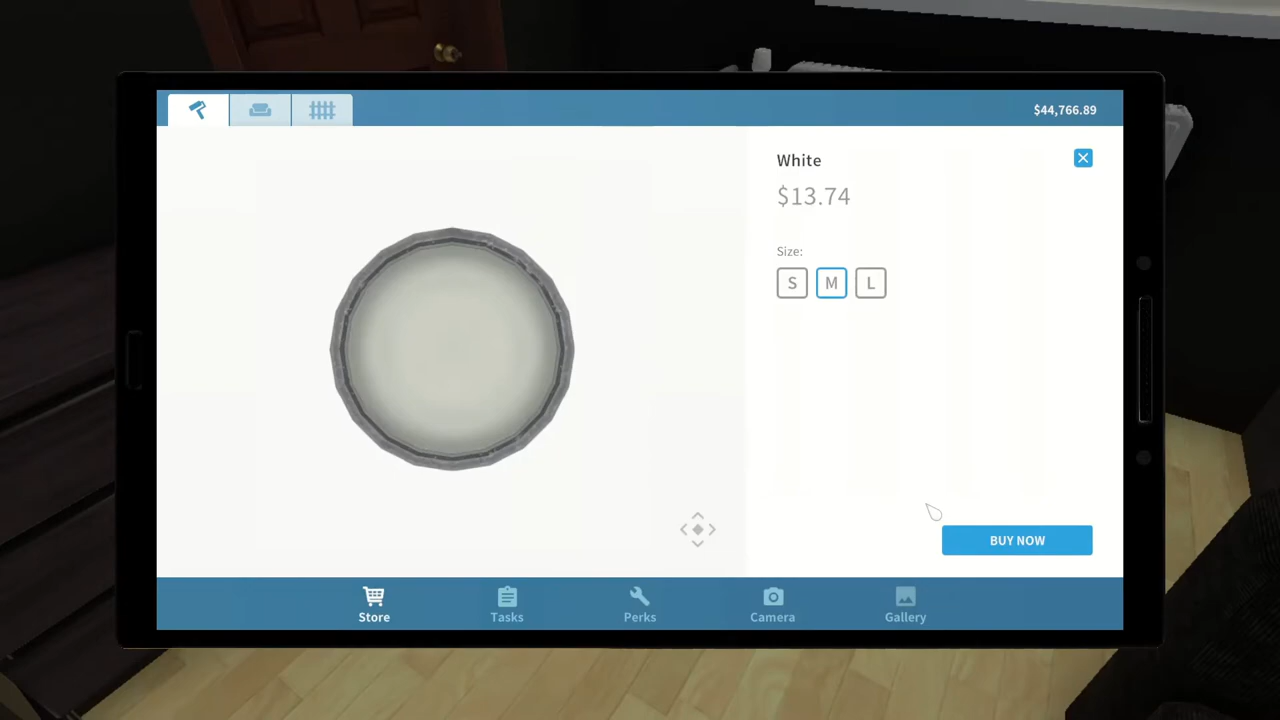 $44,766.89
White
$13.74
Size:
S M L
BUY NOW
Store Tasks Perks Camera Gallery